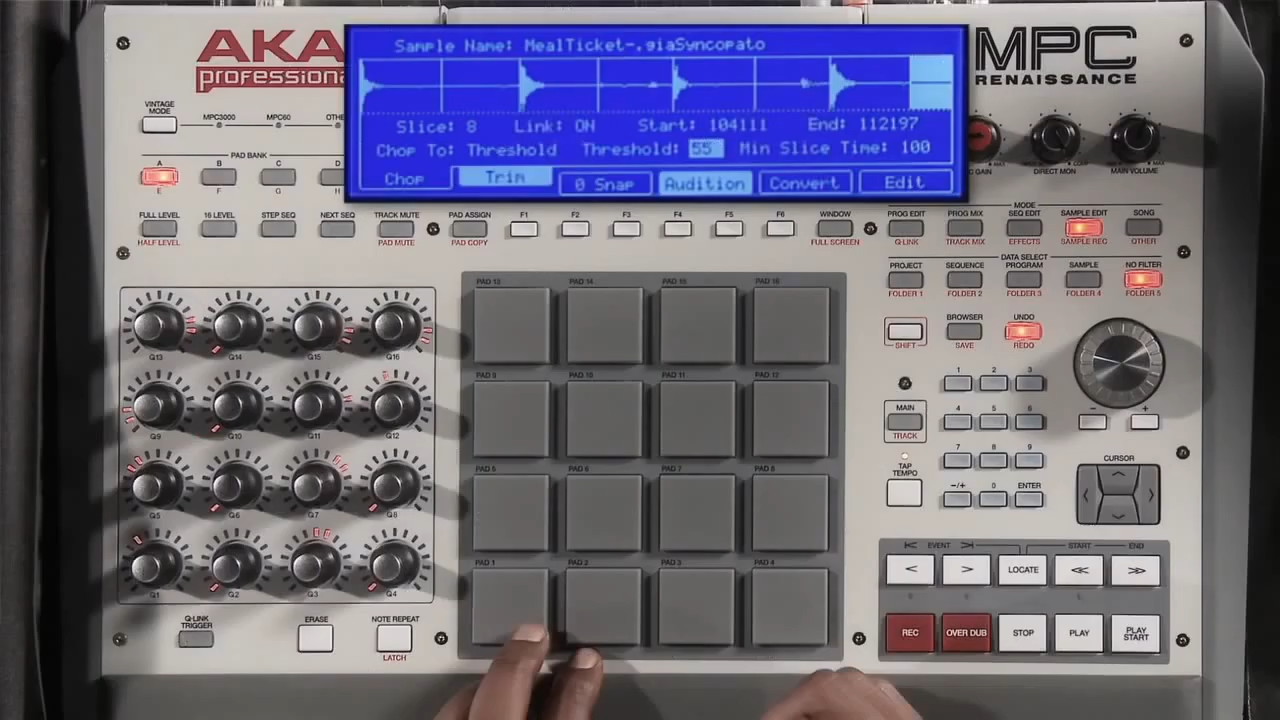 AKA
professiona
MPC
RENAISSANCE
Sample Name: MealTicket-.giaSyncopato
Slice: 8 Link: ON Start: 104111 End: 112197
Chop To: Threshold Threshold: 55 Min Slice Time: 100
Chop Trim 0 Snap Audition Convert Edit
VINTAGE MODE
MPC3000 MPC60 OTHE
GAIN DIRECT MON MAIN VOLUME
PAD BANK
A B C D
E F G H
FULL LEVEL 16 LEVEL STEP SEQ NEXT SEQ TRACK MUTE PAD ASSIGN F1 F2 F3 F4 F5 F6 WINDOW
HALF LEVEL PAD MUTE PAD COPY FULL SCREEN
MODE
PROG EDIT PROG MIX SEQ EDIT SAMPLE EDIT SONG
Q-LINK TRACK MIX EFFECTS SAMPLE REC OTHER
DATA SELECT
PROJECT SEQUENCE PROGRAM SAMPLE NO FILTER
FOLDER 1 FOLDER 2 FOLDER 3 FOLDER 4 FOLDER 5
BROWSER UNDO
SHIFT SAVE REDO
1 2 3
MAIN
TRACK
4 5 6
TAP TEMPO
7 8 9
-/+ 0 ENTER
- +
CURSOR
Q13 Q14 Q15 Q16
Q9 Q10 Q11 Q12
Q5 Q6 Q7 Q8
Q1 Q2 Q3 Q4
PAD 13 PAD 14 PAD 15 PAD 16
PAD 9 PAD 10 PAD 11 PAD 12
PAD 5 PAD 6 PAD 7 PAD 8
PAD 1 PAD 2 PAD 3 PAD 4
Q-LINK TRIGGER
ERASE
NOTE REPEAT
LATCH
|< EVENT >| START END
< > LOCATE << >>
REC OVER DUB STOP PLAY PLAY START